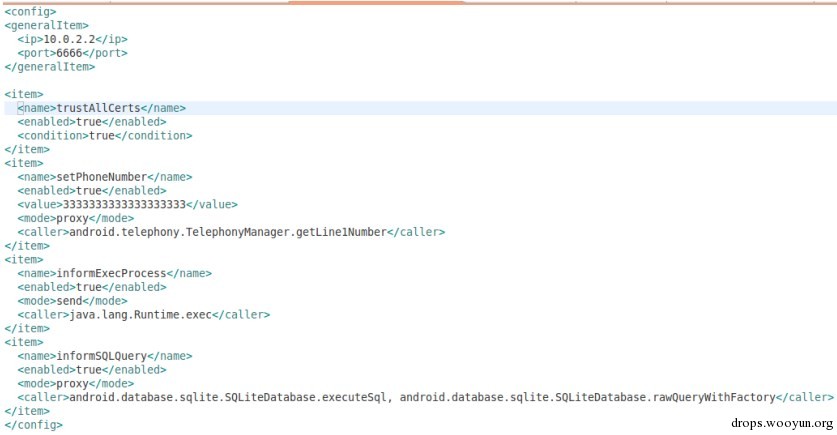 <config>
<generalItem>
  <ip>10.0.2.2</ip>
  <port>6666</port>
</generalItem>

<item>
  <name>trustAllCerts</name>
  <enabled>true</enabled>
  <condition>true</condition>
</item>
<item>
  <name>setPhoneNumber</name>
  <enabled>true</enabled>
  <value>3333333333333333333</value>
  <mode>proxy</mode>
  <caller>android.telephony.TelephonyManager.getLine1Number</caller>
</item>
<item>
  <name>informExecProcess</name>
  <enabled>true</enabled>
  <mode>send</mode>
  <caller>java.lang.Runtime.exec</caller>
</item>
<item>
  <name>informSQLQuery</name>
  <enabled>true</enabled>
  <mode>proxy</mode>
  <caller>android.database.sqlite.SQLiteDatabase.executeSql, android.database.sqlite.SQLiteDatabase.rawQueryWithFactory</caller>
</item>
</config>
drops.wooyun.org